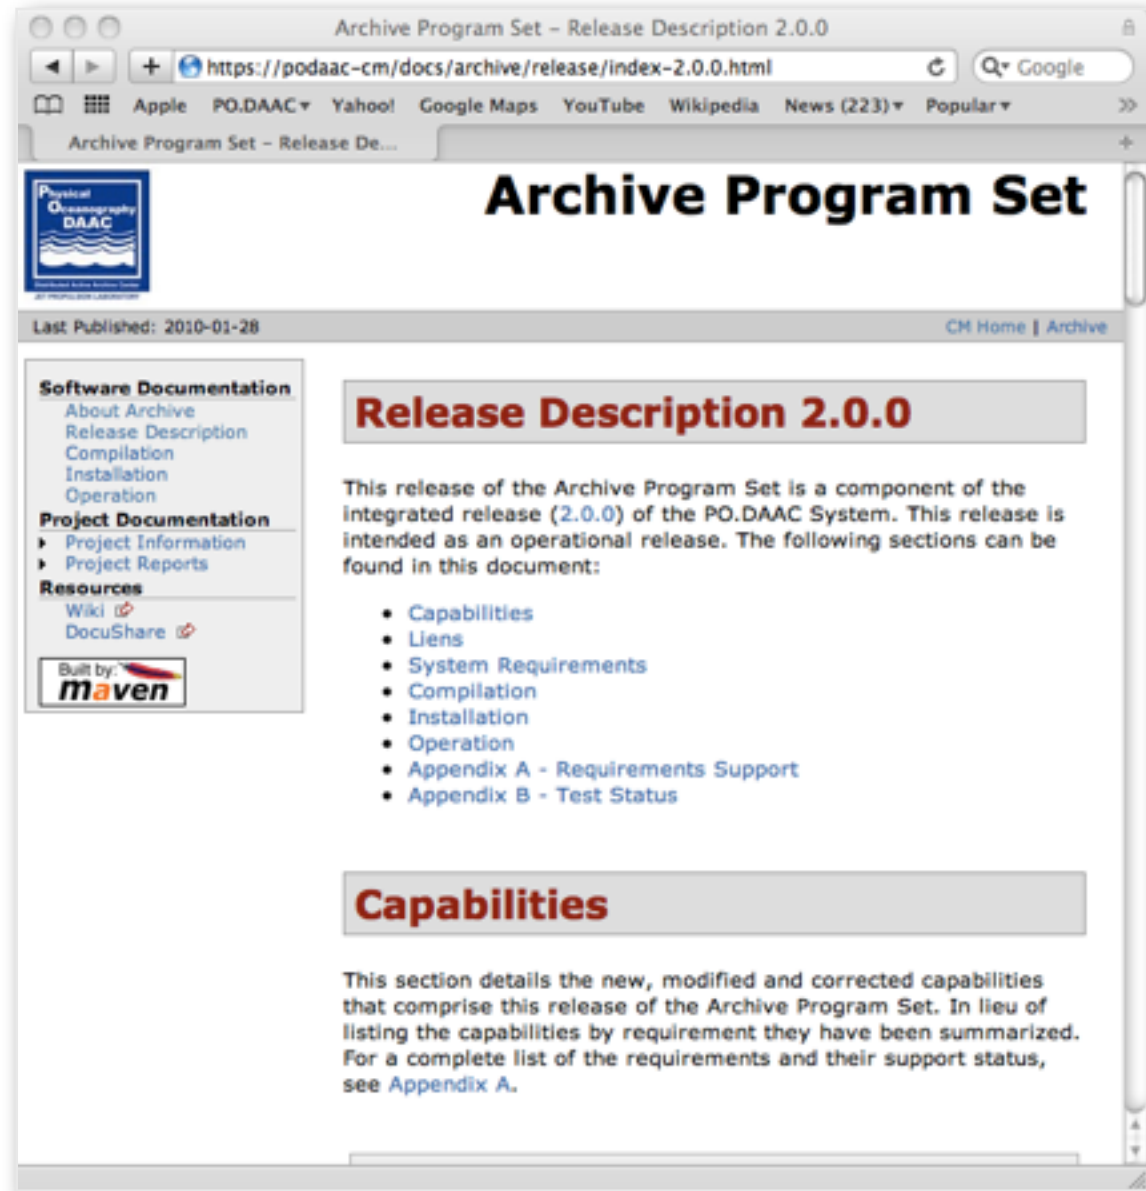 Archive Program Set – Release Description 2.0.0
https://podaac-cm/docs/archive/release/index-2.0.0.html
Google
Apple PO.DAAC Yahoo! Google Maps YouTube Wikipedia News (223) Popular
Archive Program Set – Release De...
Physical
Oceanography
DAAC
Distributed Active Archive Center
JET PROPULSION LABORATORY
Archive Program Set
Last Published: 2010-01-28
CM Home | Archive
Software Documentation
About Archive
Release Description
Compilation
Installation
Operation
Project Documentation
Project Information
Project Reports
Resources
Wiki
DocuShare
Built by:
maven
Release Description 2.0.0
This release of the Archive Program Set is a component of the
integrated release (2.0.0) of the PO.DAAC System. This release is
intended as an operational release. The following sections can be
found in this document:
• Capabilities
• Liens
• System Requirements
• Compilation
• Installation
• Operation
• Appendix A - Requirements Support
• Appendix B - Test Status
Capabilities
This section details the new, modified and corrected capabilities
that comprise this release of the Archive Program Set. In lieu of
listing the capabilities by requirement they have been summarized.
For a complete list of the requirements and their support status,
see Appendix A.